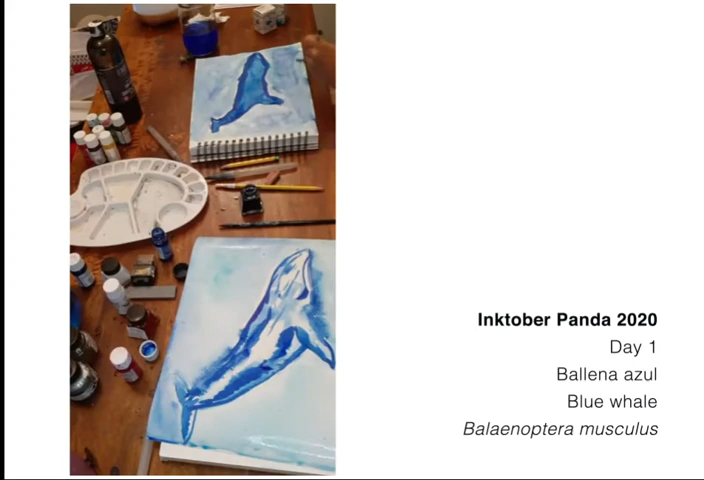 Inktober Panda 2020
Day 1
Ballena azul
Blue whale
Balaenoptera musculus